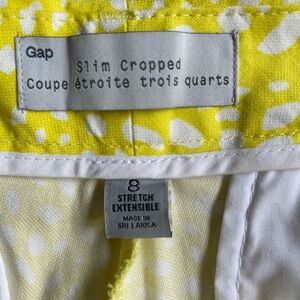 Gap
Slim Cropped
Coupe étroite trois quarts
8
STRETCH
EXTENSIBLE
MADE IN
SRI LANKA